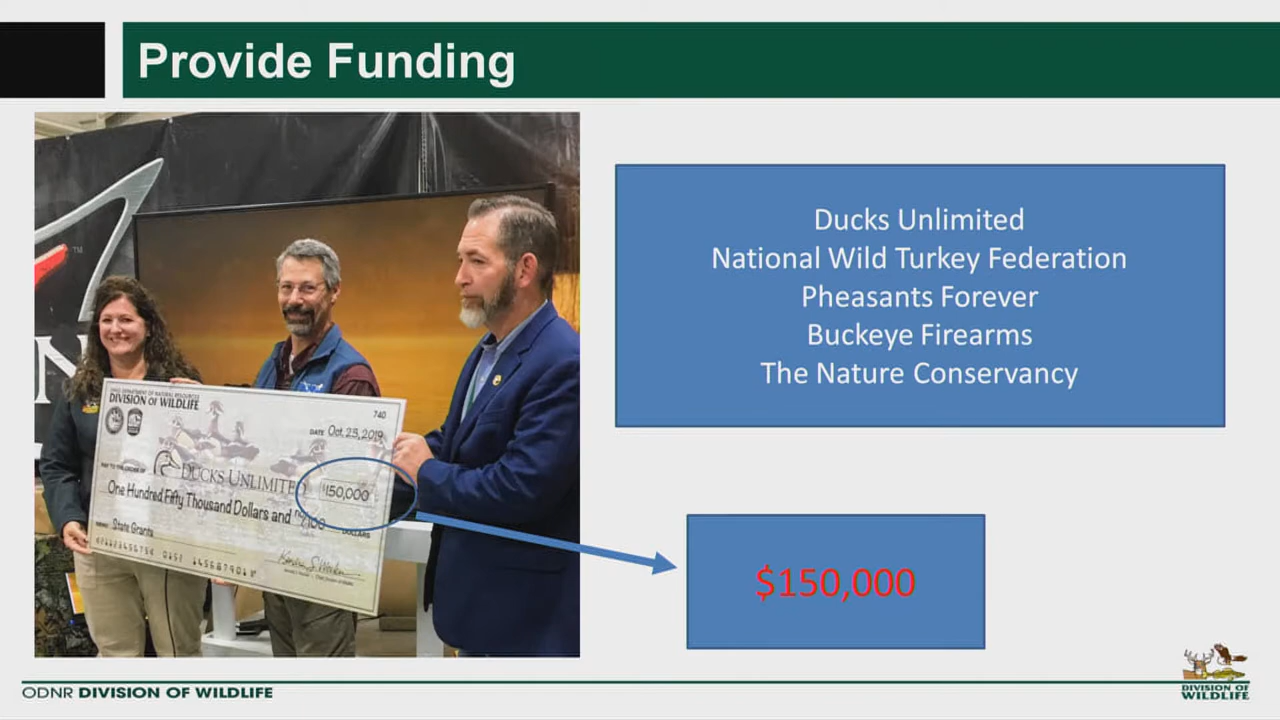 Provide Funding
TM
N
OHIO DEPARTMENT OF NATURAL RESOURCES
DIVISION OF WILDLIFE
740
DATE Oct. 25, 2019
PAY TO THE ORDER OF
DUCKS UNLIMITED
$150,000
One Hundred Fifty Thousand Dollars and no/100
DOLLARS
MEMO: State Grants
Ducks Unlimited
National Wild Turkey Federation
Pheasants Forever
Buckeye Firearms
The Nature Conservancy
$150,000
ODNR DIVISION OF WILDLIFE
DIVISION OF
WILDLIFE